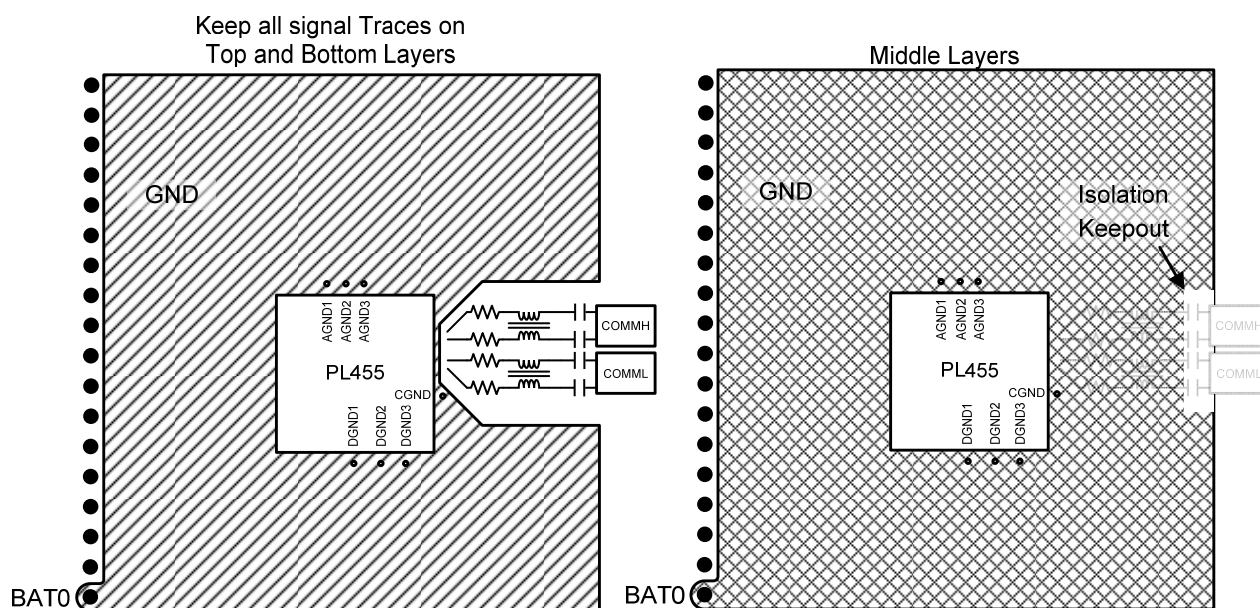 Keep all signal Traces on
Top and Bottom Layers
GND
AGND1
AGND2
AGND3
PL455
CGND
DGND1
DGND2
DGND3
COMMH
COMML
BAT0
Middle Layers
GND
Isolation
Keepout
AGND1
AGND2
AGND3
PL455
CGND
DGND1
DGND2
DGND3
COMMH
COMML
BAT0